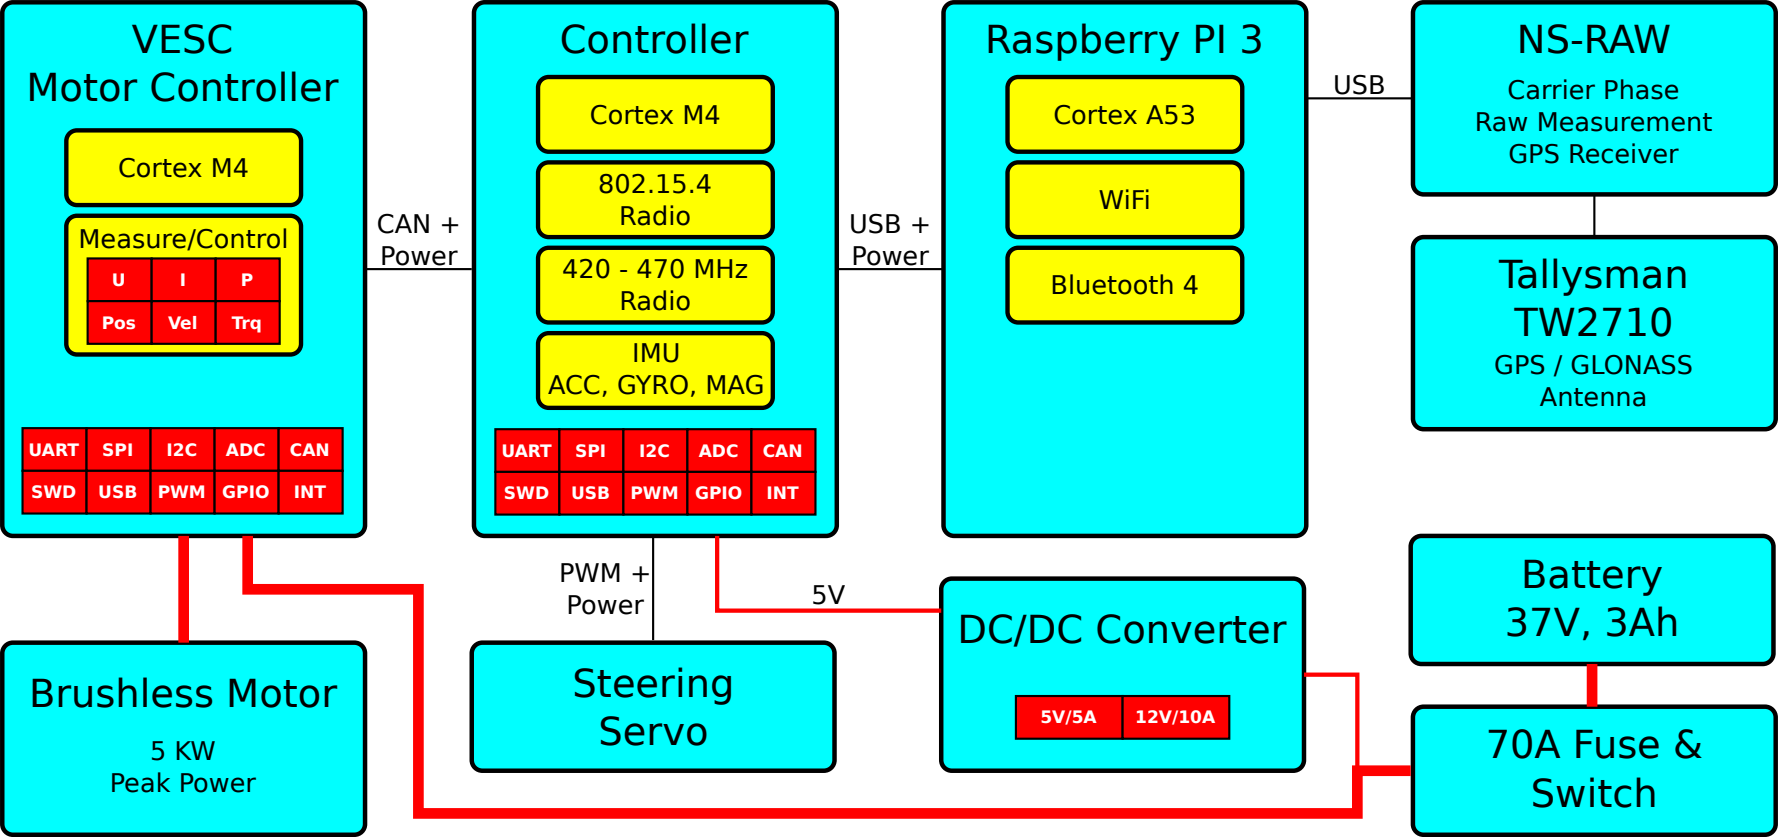 VESC
Motor Controller
Cortex M4
Measure/Control
U I P
Pos Vel Trq
UART SPI I2C ADC CAN
SWD USB PWM GPIO INT
CAN +
Power
Controller
Cortex M4
802.15.4
Radio
420 - 470 MHz
Radio
IMU
ACC, GYRO, MAG
UART SPI I2C ADC CAN
SWD USB PWM GPIO INT
USB +
Power
Raspberry PI 3
Cortex A53
WiFi
Bluetooth 4
USB
NS-RAW
Carrier Phase
Raw Measurement
GPS Receiver
Tallysman
TW2710
GPS / GLONASS
Antenna
Brushless Motor
5 KW
Peak Power
PWM +
Power
Steering
Servo
5V
DC/DC Converter
5V/5A 12V/10A
Battery
37V, 3Ah
70A Fuse &
Switch